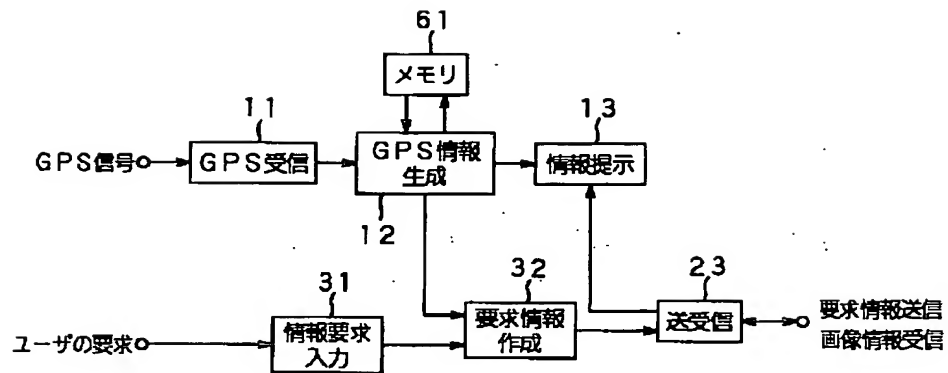 61
メモリ
11
13
GPS信号
GPS受信
GPS情報
生成
情報提示
12
31
32
23
ユーザの要求
情報要求
入力
要求情報
作成
送受信
要求情報送信
画像情報受信